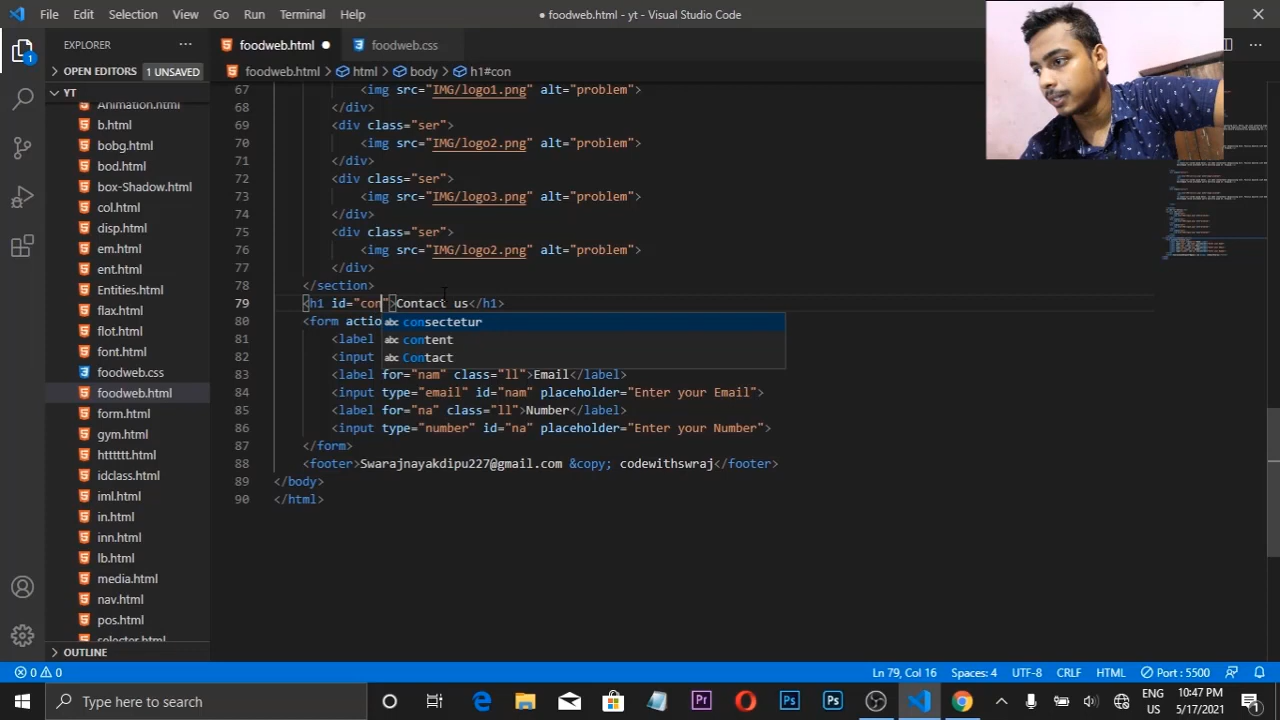 File Edit Selection View Go Run Terminal Help
● foodweb.html - yt - Visual Studio Code
EXPLORER
OPEN EDITORS 1 UNSAVED
YT
Animation.html
b.html
bobg.html
bod.html
box-Shadow.html
col.html
disp.html
em.html
ent.html
Entities.html
flax.html
flot.html
font.html
foodweb.css
foodweb.html
form.html
gym.html
htttttt.html
idclass.html
iml.html
in.html
inn.html
lb.html
media.html
nav.html
pos.html
selecter.html
OUTLINE
foodweb.html ● foodweb.css
foodweb.html > html > body > h1#con
67 <img src="IMG/logo1.png" alt="problem">
68 </div>
69 <div class="ser">
70 <img src="IMG/logo2.png" alt="problem">
71 </div>
72 <div class="ser">
73 <img src="IMG/logo3.png" alt="problem">
74 </div>
75 <div class="ser">
76 <img src="IMG/logo2.png" alt="problem">
77 </div>
78 </section>
79 <h1 id="con">Contact us</h1>
80 <form actio
abc consectetur
81 <label
abc content
82 <input
abc Contact
83 <label for="nam" class="ll">Email</label>
84 <input type="email" id="nam" placeholder="Enter your Email">
85 <label for="na" class="ll">Number</label>
86 <input type="number" id="na" placeholder="Enter your Number">
87 </form>
88 <footer>Swarajnayakdipu227@gmail.com &copy; codewithswraj</footer>
89 </body>
90 </html>
1
0 0
Ln 79, Col 16 Spaces: 4 UTF-8 CRLF HTML Port : 5500
Type here to search
Pr
Ps
Ps
ENG
US
10:47 PM
5/17/2021
1